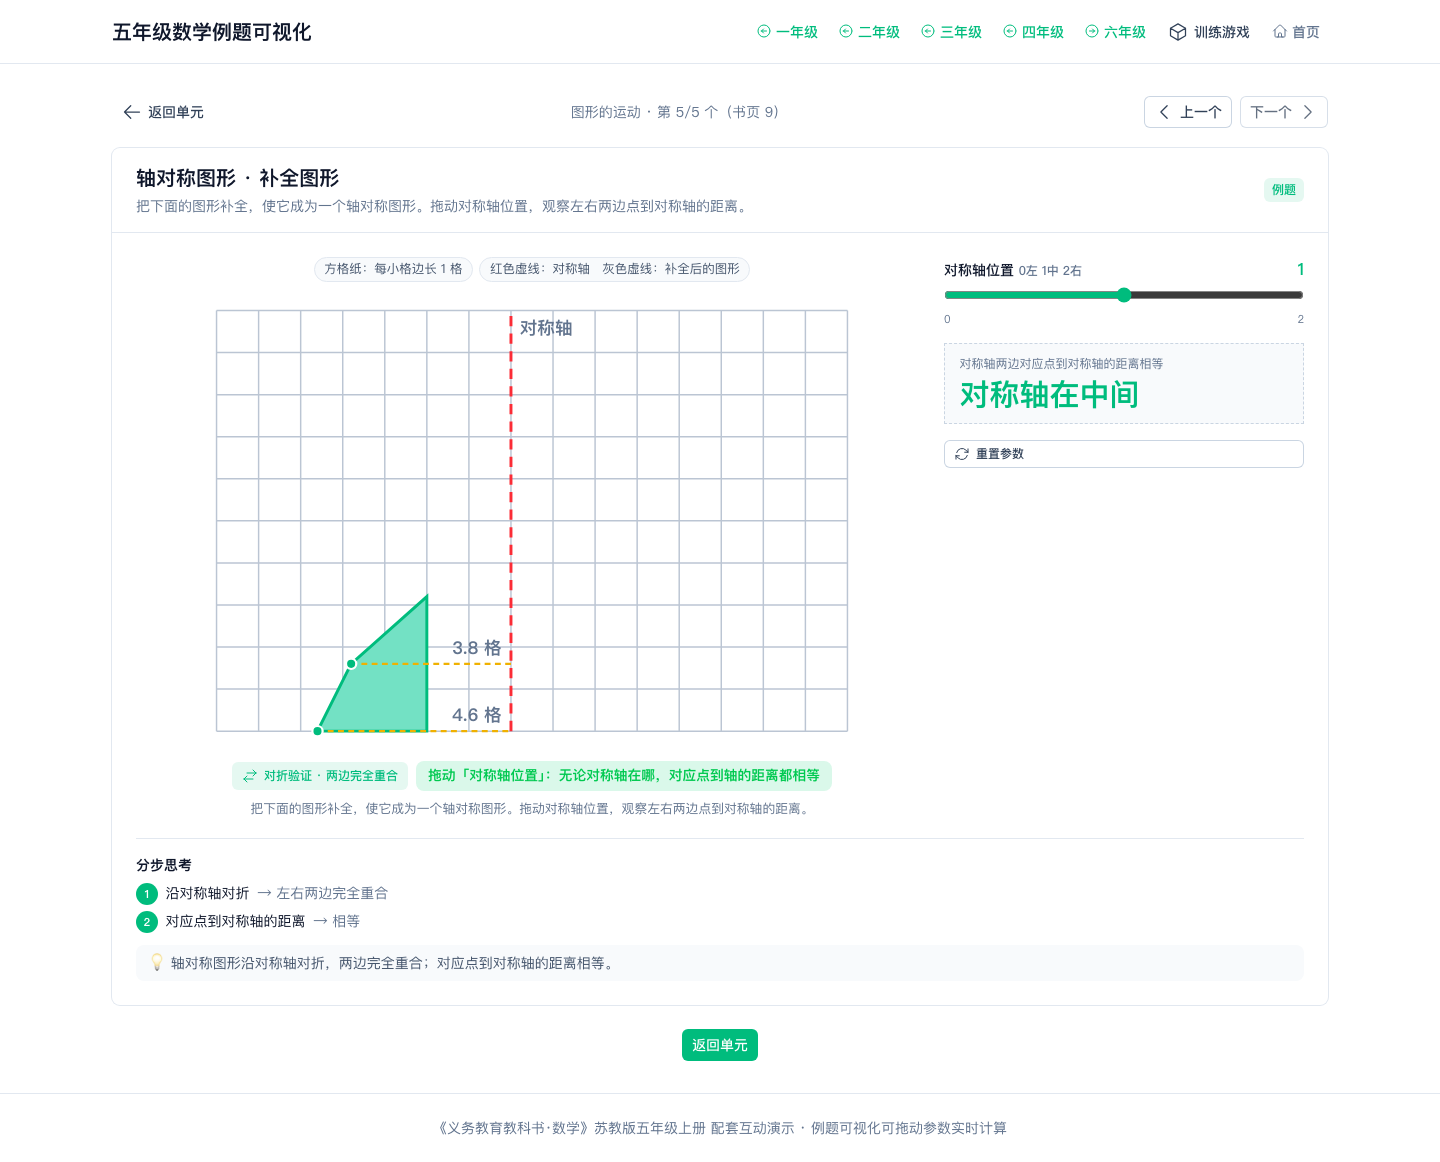 五年级数学例题可视化
一年级 二年级 三年级 四年级 六年级 训练游戏 首页
返回单元
图形的运动 · 第 5/5 个（书页 9）
上一个 下一个
轴对称图形 · 补全图形
把下面的图形补全，使它成为一个轴对称图形。拖动对称轴位置，观察左右两边点到对称轴的距离。
例题
方格纸：每小格边长 1 格
红色虚线：对称轴 灰色虚线：补全后的图形
对称轴
3.8 格
4.6 格
对称轴位置 0左 1中 2右 1
0 2
对称轴两边对应点到对称轴的距离相等
对称轴在中间
重置参数
对折验证 · 两边完全重合
拖动「对称轴位置」：无论对称轴在哪，对应点到轴的距离都相等
把下面的图形补全，使它成为一个轴对称图形。拖动对称轴位置，观察左右两边点到对称轴的距离。
分步思考
1 沿对称轴对折 → 左右两边完全重合
2 对应点到对称轴的距离 → 相等
💡 轴对称图形沿对称轴对折，两边完全重合；对应点到对称轴的距离相等。
返回单元
《义务教育教科书·数学》苏教版五年级上册 配套互动演示 · 例题可视化可拖动参数实时计算